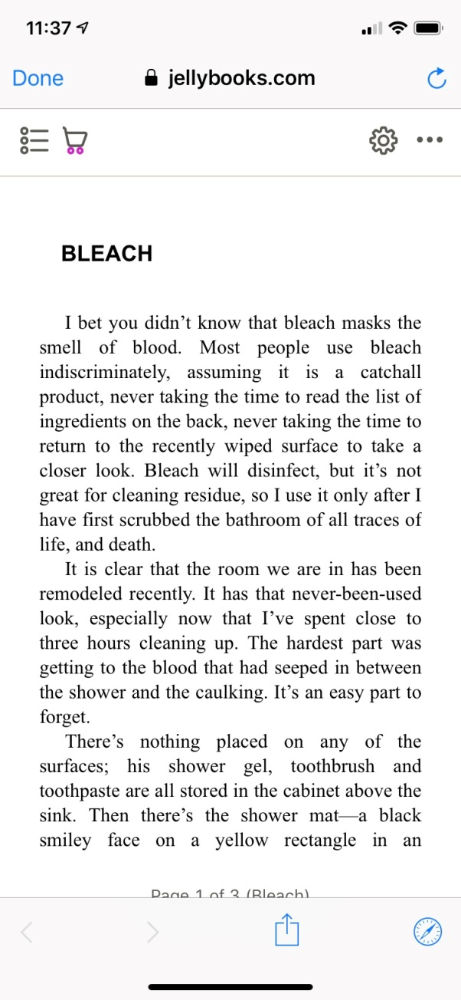 11:37
Done
jellybooks.com
BLEACH
I bet you didn’t know that bleach masks the
smell of blood. Most people use bleach
indiscriminately, assuming it is a catchall
product, never taking the time to read the list of
ingredients on the back, never taking the time to
return to the recently wiped surface to take a
closer look. Bleach will disinfect, but it’s not
great for cleaning residue, so I use it only after I
have first scrubbed the bathroom of all traces of
life, and death.
It is clear that the room we are in has been
remodeled recently. It has that never-been-used
look, especially now that I’ve spent close to
three hours cleaning up. The hardest part was
getting to the blood that had seeped in between
the shower and the caulking. It’s an easy part to
forget.
There’s nothing placed on any of the
surfaces; his shower gel, toothbrush and
toothpaste are all stored in the cabinet above the
sink. Then there’s the shower mat—a black
smiley face on a yellow rectangle in an
Page 1 of 3 (Bleach)